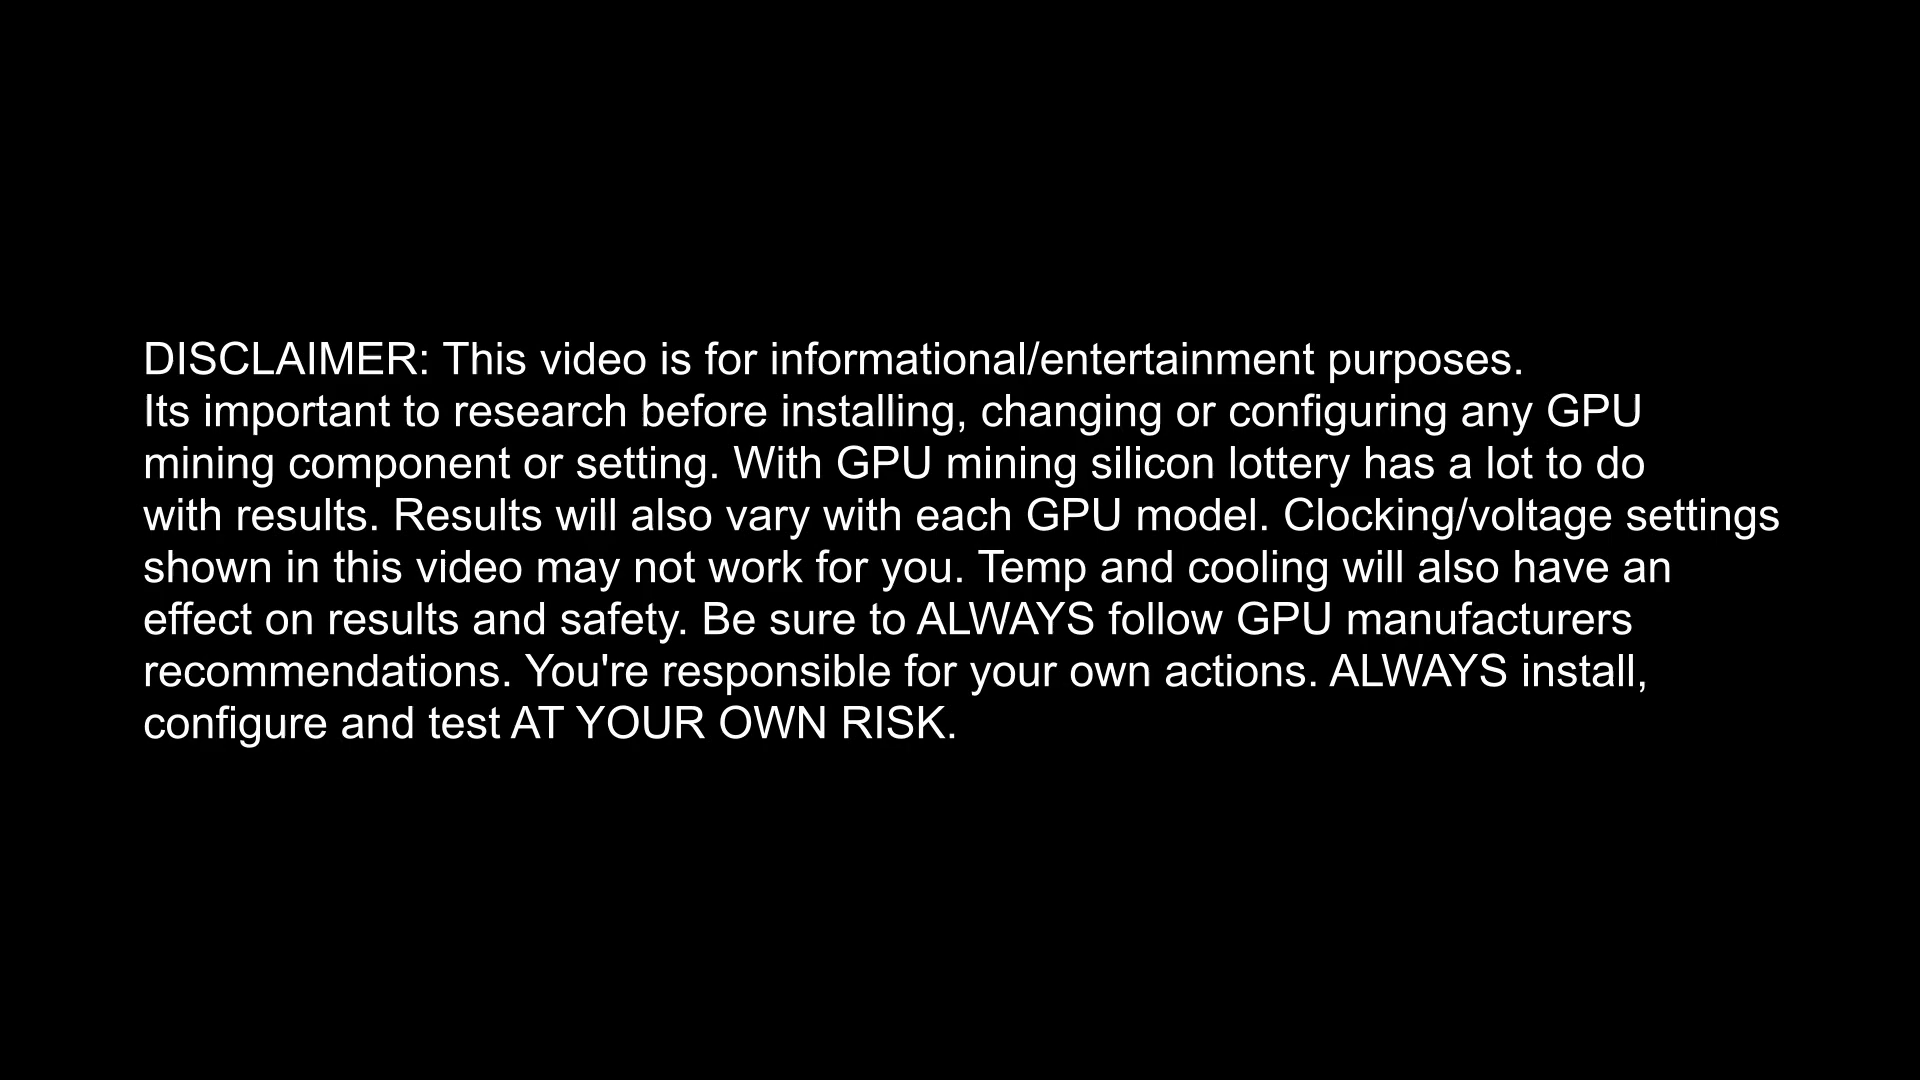 DISCLAIMER: This video is for informational/entertainment purposes.
Its important to research before installing, changing or configuring any GPU
mining component or setting. With GPU mining silicon lottery has a lot to do
with results. Results will also vary with each GPU model. Clocking/voltage settings
shown in this video may not work for you. Temp and cooling will also have an
effect on results and safety. Be sure to ALWAYS follow GPU manufacturers
recommendations. You're responsible for your own actions. ALWAYS install,
configure and test AT YOUR OWN RISK.